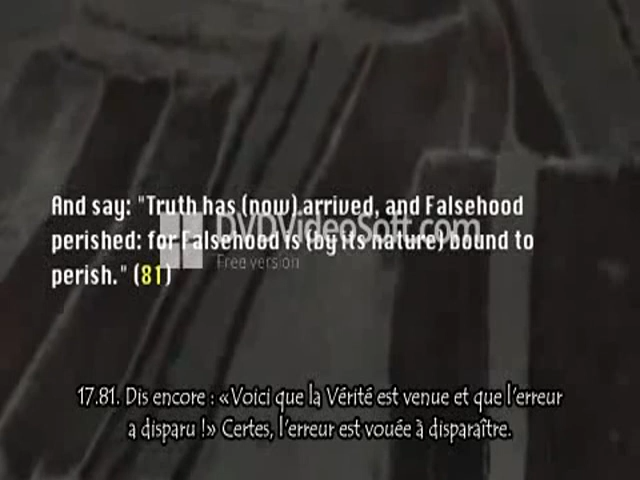 And say: "Truth has (now) arrived, and Falsehood
perished: for Falsehood is (by its nature) bound to
perish." (81)
DVDVideoSoft.com
Free version
17.81. Dis encore : «Voici que la Vérité est venue et que l'erreur
a disparu !» Certes, l'erreur est vouée à disparaître.